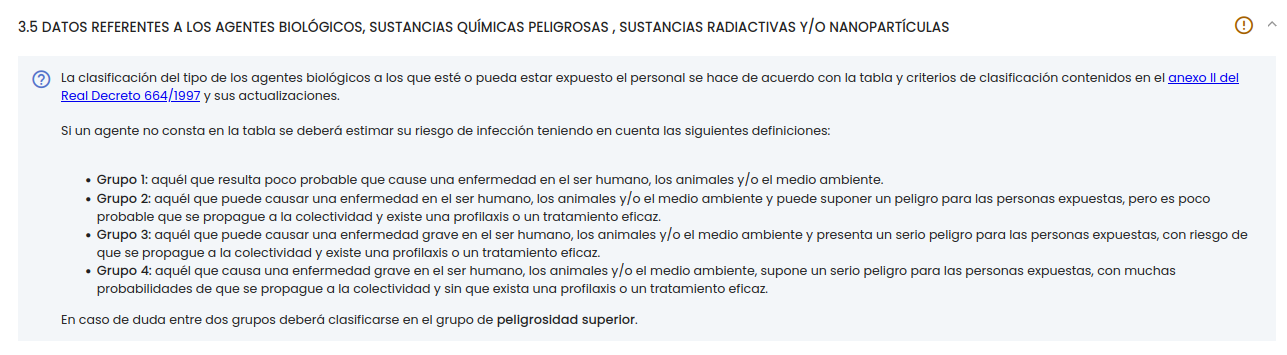 3.5 DATOS REFERENTES A LOS AGENTES BIOLÓGICOS, SUSTANCIAS QUÍMICAS PELIGROSAS , SUSTANCIAS RADIACTIVAS Y/O NANOPARTÍCULAS
La clasificación del tipo de los agentes biológicos a los que esté o pueda estar expuesto el personal se hace de acuerdo con la tabla y criterios de clasificación contenidos en el anexo II del
Real Decreto 664/1997 y sus actualizaciones.
Si un agente no consta en la tabla se deberá estimar su riesgo de infección teniendo en cuenta las siguientes definiciones:
• Grupo 1: aquél que resulta poco probable que cause una enfermedad en el ser humano, los animales y/o el medio ambiente.
• Grupo 2: aquél que puede causar una enfermedad en el ser humano, los animales y/o el medio ambiente y puede suponer un peligro para las personas expuestas, pero es poco
probable que se propague a la colectividad y existe una profilaxis o un tratamiento eficaz.
• Grupo 3: aquél que puede causar una enfermedad grave en el ser humano, los animales y/o el medio ambiente y presenta un serio peligro para las personas expuestas, con riesgo de
que se propague a la colectividad y existe una profilaxis o un tratamiento eficaz.
• Grupo 4: aquél que causa una enfermedad grave en el ser humano, los animales y/o el medio ambiente, supone un serio peligro para las personas expuestas, con muchas
probabilidades de que se propague a la colectividad y sin que exista una profilaxis o un tratamiento eficaz.
En caso de duda entre dos grupos deberá clasificarse en el grupo de peligrosidad superior.